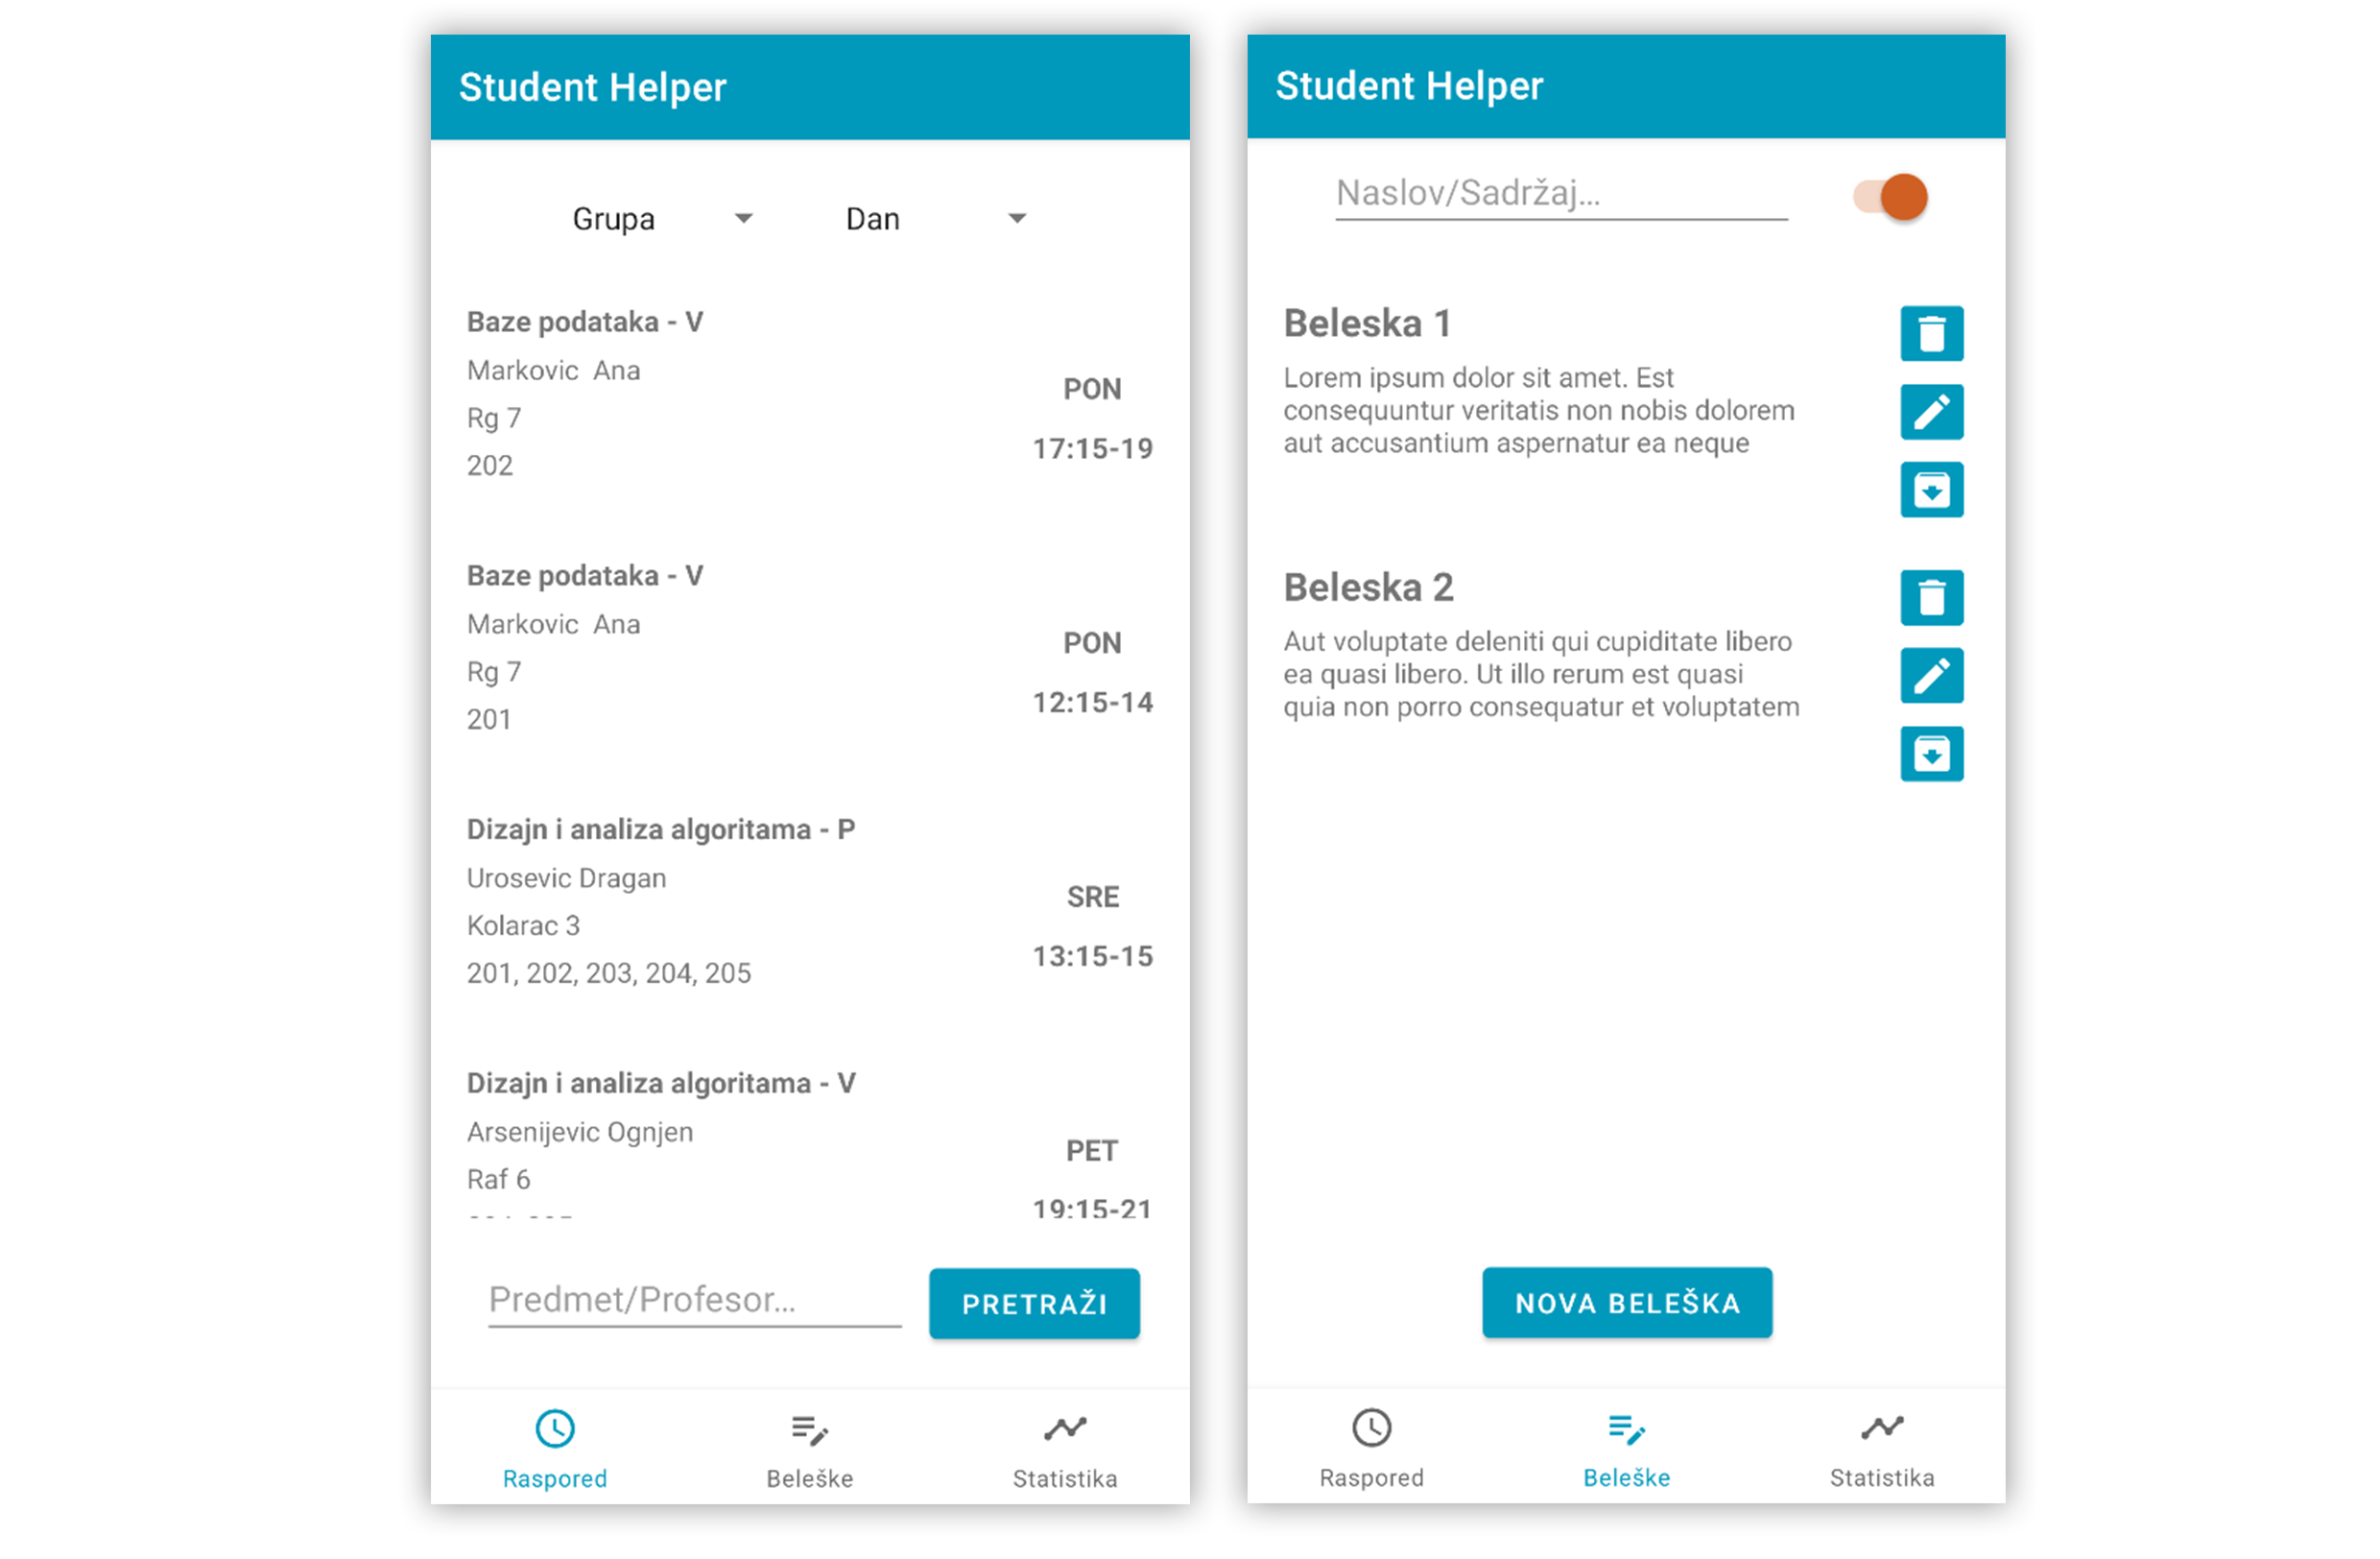 Student Helper
Grupa
Dan
Baze podataka - V
Markovic  Ana
Rg 7
202
PON
17:15-19
Baze podataka - V
Markovic  Ana
Rg 7
201
PON
12:15-14
Dizajn i analiza algoritama - P
Urosevic Dragan
Kolarac 3
201, 202, 203, 204, 205
SRE
13:15-15
Dizajn i analiza algoritama - V
Arsenijevic Ognjen
Raf 6
PET
19:15-21
Predmet/Profesor...
PRETRAŽI
Raspored
Beleške
Statistika
Student Helper
Naslov/Sadržaj...
Beleska 1
Lorem ipsum dolor sit amet. Est
consequuntur veritatis non nobis dolorem
aut accusantium aspernatur ea neque
Beleska 2
Aut voluptate deleniti qui cupiditate libero
ea quasi libero. Ut illo rerum est quasi
quia non porro consequatur et voluptatem
NOVA BELEŠKA
Raspored
Beleške
Statistika